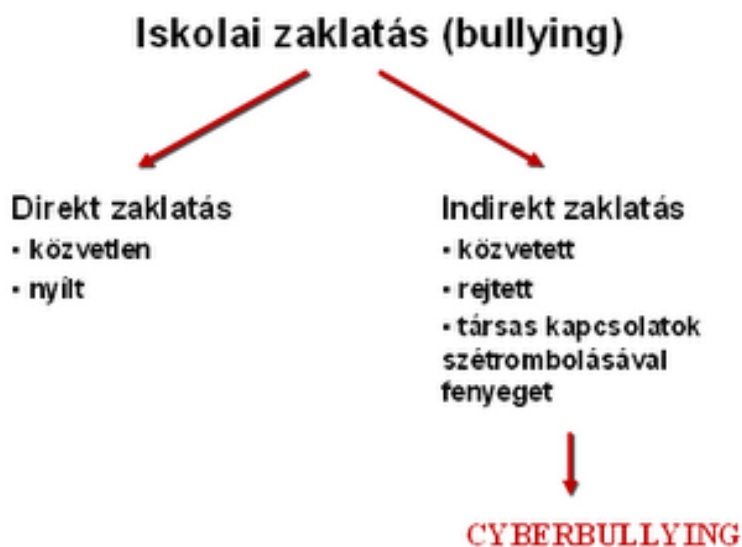 Iskolai zaklatás (bullying)
Direkt zaklatás
▪ közvetlen
▪ nyílt
Indirekt zaklatás
▪ közvetett
▪ rejtett
▪ társas kapcsolatok
szétrombolásával
fenyeget
CYBERBULLYING